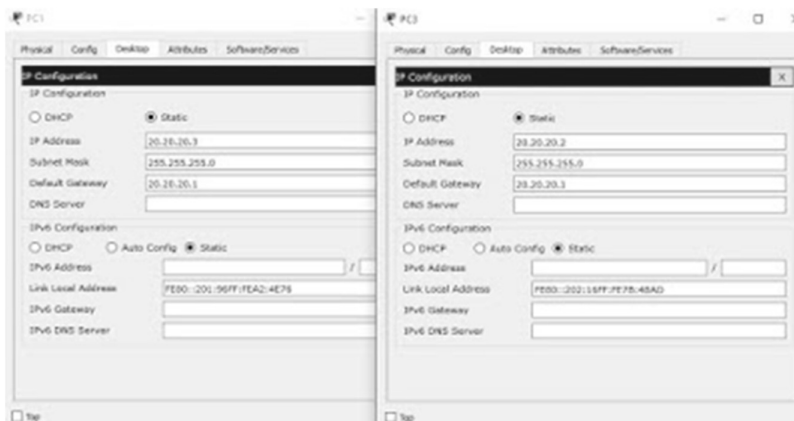 PC1
Physical Config Desktop Attributes Software/Services
IP Configuration
IP Configuration
DHCP Static
IP Address 20.20.20.3
Subnet Mask 255.255.255.0
Default Gateway 20.20.20.1
DNS Server
IPv6 Configuration
DHCP Auto Config Static
IPv6 Address /
Link Local Address FE80::201:96FF:FEA2:4E76
IPv6 Gateway
IPv6 DNS Server
Top
PC3
Physical Config Desktop Attributes Software/Services
IP Configuration X
IP Configuration
DHCP Static
IP Address 20.20.20.2
Subnet Mask 255.255.255.0
Default Gateway 20.20.20.1
DNS Server
IPv6 Configuration
DHCP Auto Config Static
IPv6 Address /
Link Local Address FE80::202:16FF:FE7B:48AD
IPv6 Gateway
IPv6 DNS Server
Top